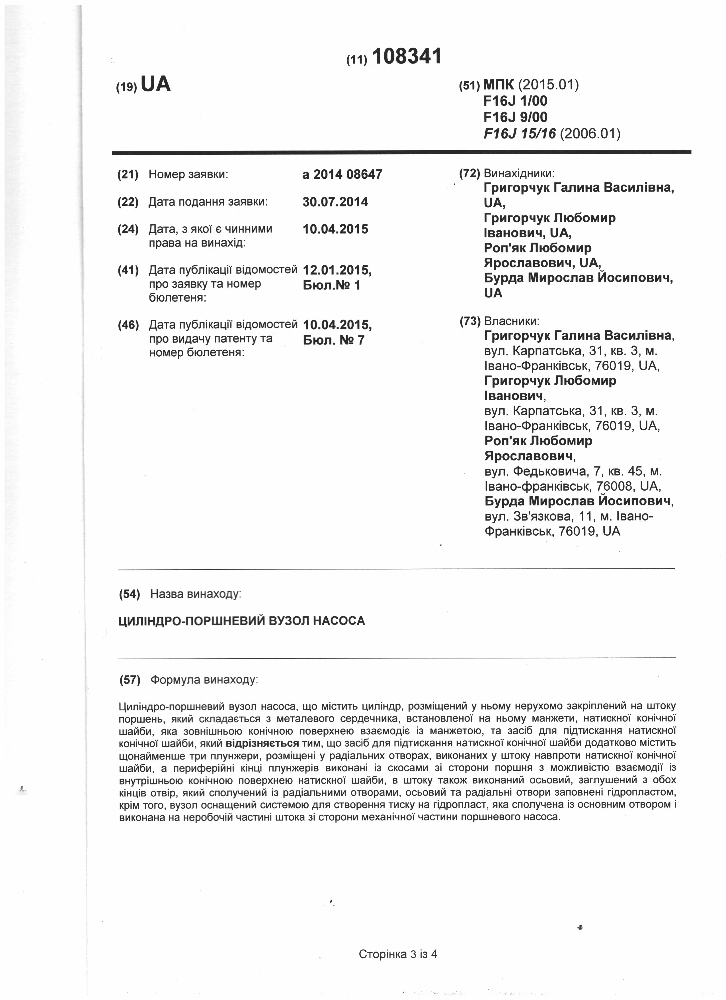 (11) 108341
(19) UA
(51) МПК (2015.01)
F16J 1/00
F16J 9/00
F16J 15/16 (2006.01)
(21) Номер заявки: a 2014 08647
(22) Дата подання заявки: 30.07.2014
(24) Дата, з якої є чинними 10.04.2015
права на винахід:
(41) Дата публікації відомостей 12.01.2015,
про заявку та номер Бюл.№ 1
бюлетеня:
(46) Дата публікації відомостей 10.04.2015,
про видачу патенту та Бюл. № 7
номер бюлетеня:
(72) Винахідники:
Григорчук Галина Василівна,
UA,
Григорчук Любомир
Іванович, UA,
Роп'як Любомир
Ярославович, UA,
Бурда Мирослав Йосипович,
UA
(73) Власники:
Григорчук Галина Василівна,
вул. Карпатська, 31, кв. 3, м.
Івано-Франківськ, 76019, UA,
Григорчук Любомир
Іванович,
вул. Карпатська, 31, кв. 3, м.
Івано-Франківськ, 76019, UA,
Роп'як Любомир
Ярославович,
вул. Федьковича, 7, кв. 45, м.
Івано-франківськ, 76008, UA,
Бурда Мирослав Йосипович,
вул. Зв'язкова, 11, м. Івано-
Франківськ, 76019, UA
(54) Назва винаходу:
ЦИЛІНДРО-ПОРШНЕВИЙ ВУЗОЛ НАСОСА
(57) Формула винаходу:
Циліндро-поршневий вузол насоса, що містить циліндр, розміщений у ньому нерухомо закріплений на штоку
поршень, який складається з металевого сердечника, встановленої на ньому манжети, натискної конічної
шайби, яка зовнішньою конічною поверхнею взаємодіє із манжетою, та засіб для підтискання натискної
конічної шайби, який відрізняється тим, що засіб для підтискання натискної конічної шайби додатково містить
щонайменше три плунжери, розміщені у радіальних отворах, виконаних у штоку навпроти натискної конічної
шайби, а периферійні кінці плунжерів виконані із скосами зі сторони поршня з можливістю взаємодії із
внутрішньою конічною поверхнею натискної шайби, в штоку також виконаний осьовий, заглушений з обох
кінців отвір, який сполучений із радіальними отворами, осьовий та радіальні отвори заповнені гідропластом,
крім того, вузол оснащений системою для створення тиску на гідропласт, яка сполучена із основним отвором і
виконана на неробочій частині штока зі сторони механічної частини поршневого насоса.
Сторінка 3 із 4